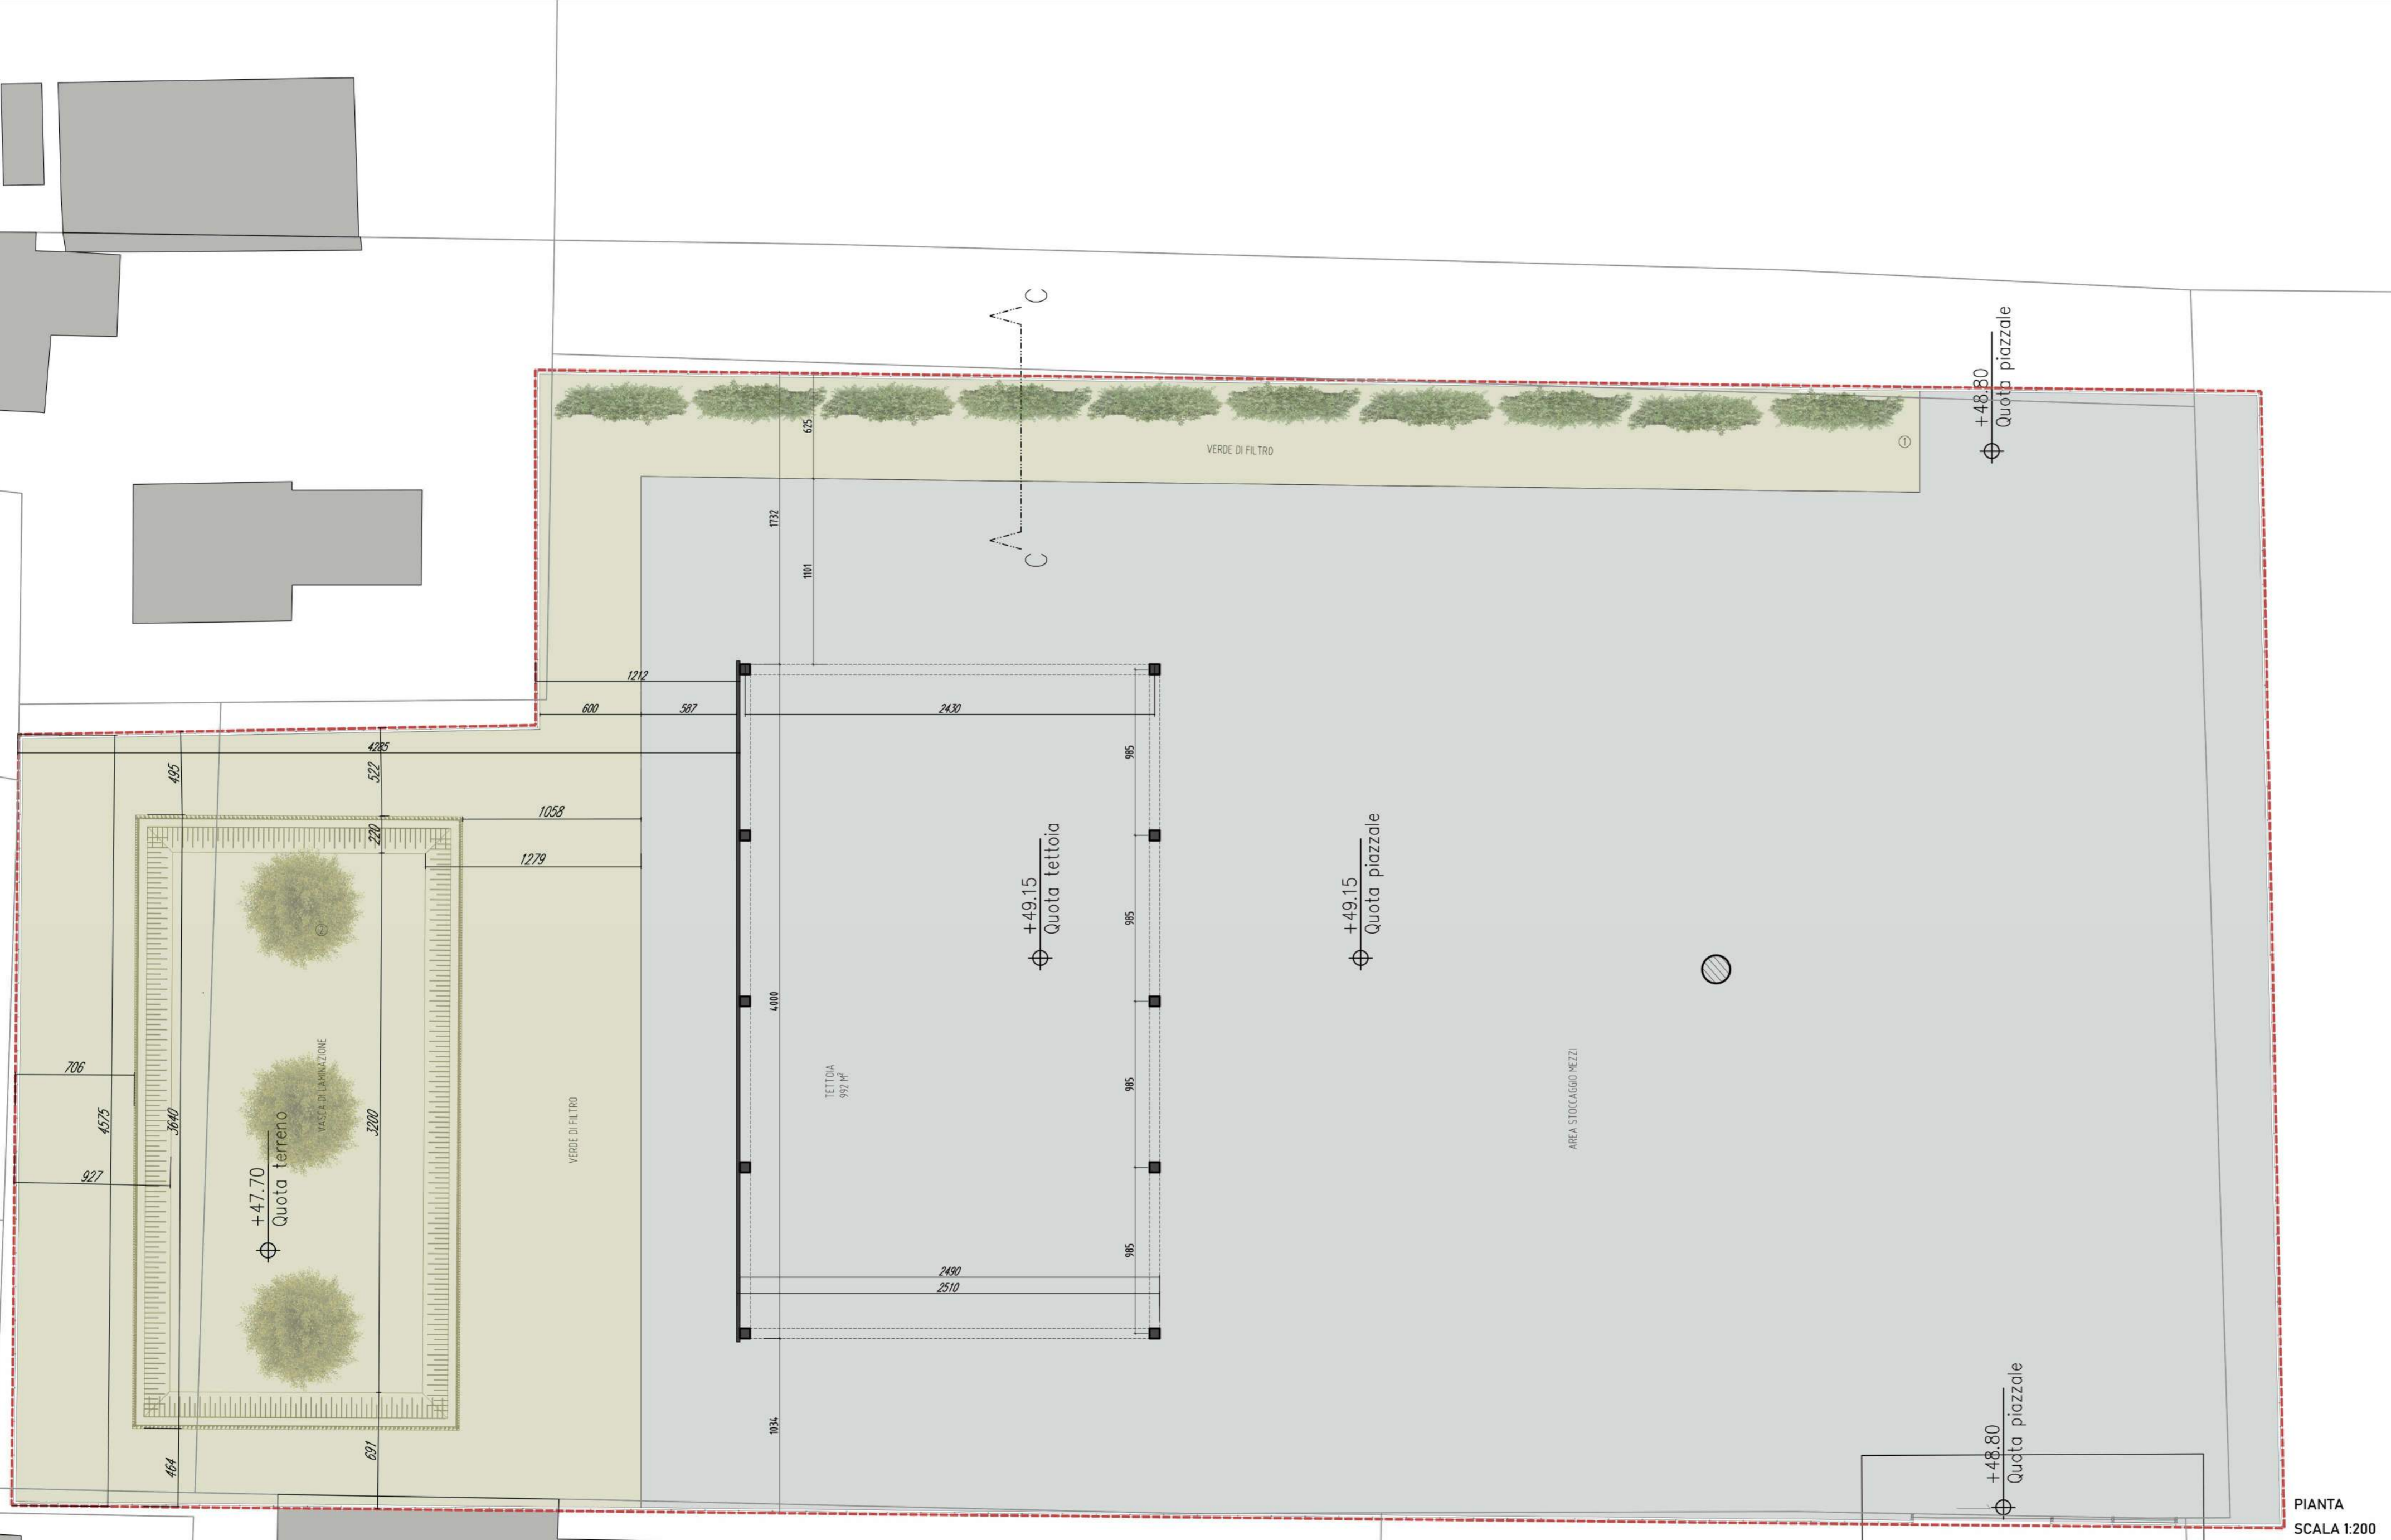 C
+48.80
Quota piazzale
625
VERDE DI FILTRO
1
1732
1101
C
1212
600
587
2430
4285
495
522
985
1058
220
1279
+49.15
Quota tettoia
+49.15
Quota piazzale
985
4000
706
4575
3640
VASCA DI LAMINAZIONE
3200
VERDE DI FILTRO
TETTOIA
992 M²
985
AREA STOCCAGGIO MEZZI
927
+47.70
Quota terreno
985
2490
2510
464
691
1034
+48.80
Quota piazzale
PIANTA
SCALA 1:200